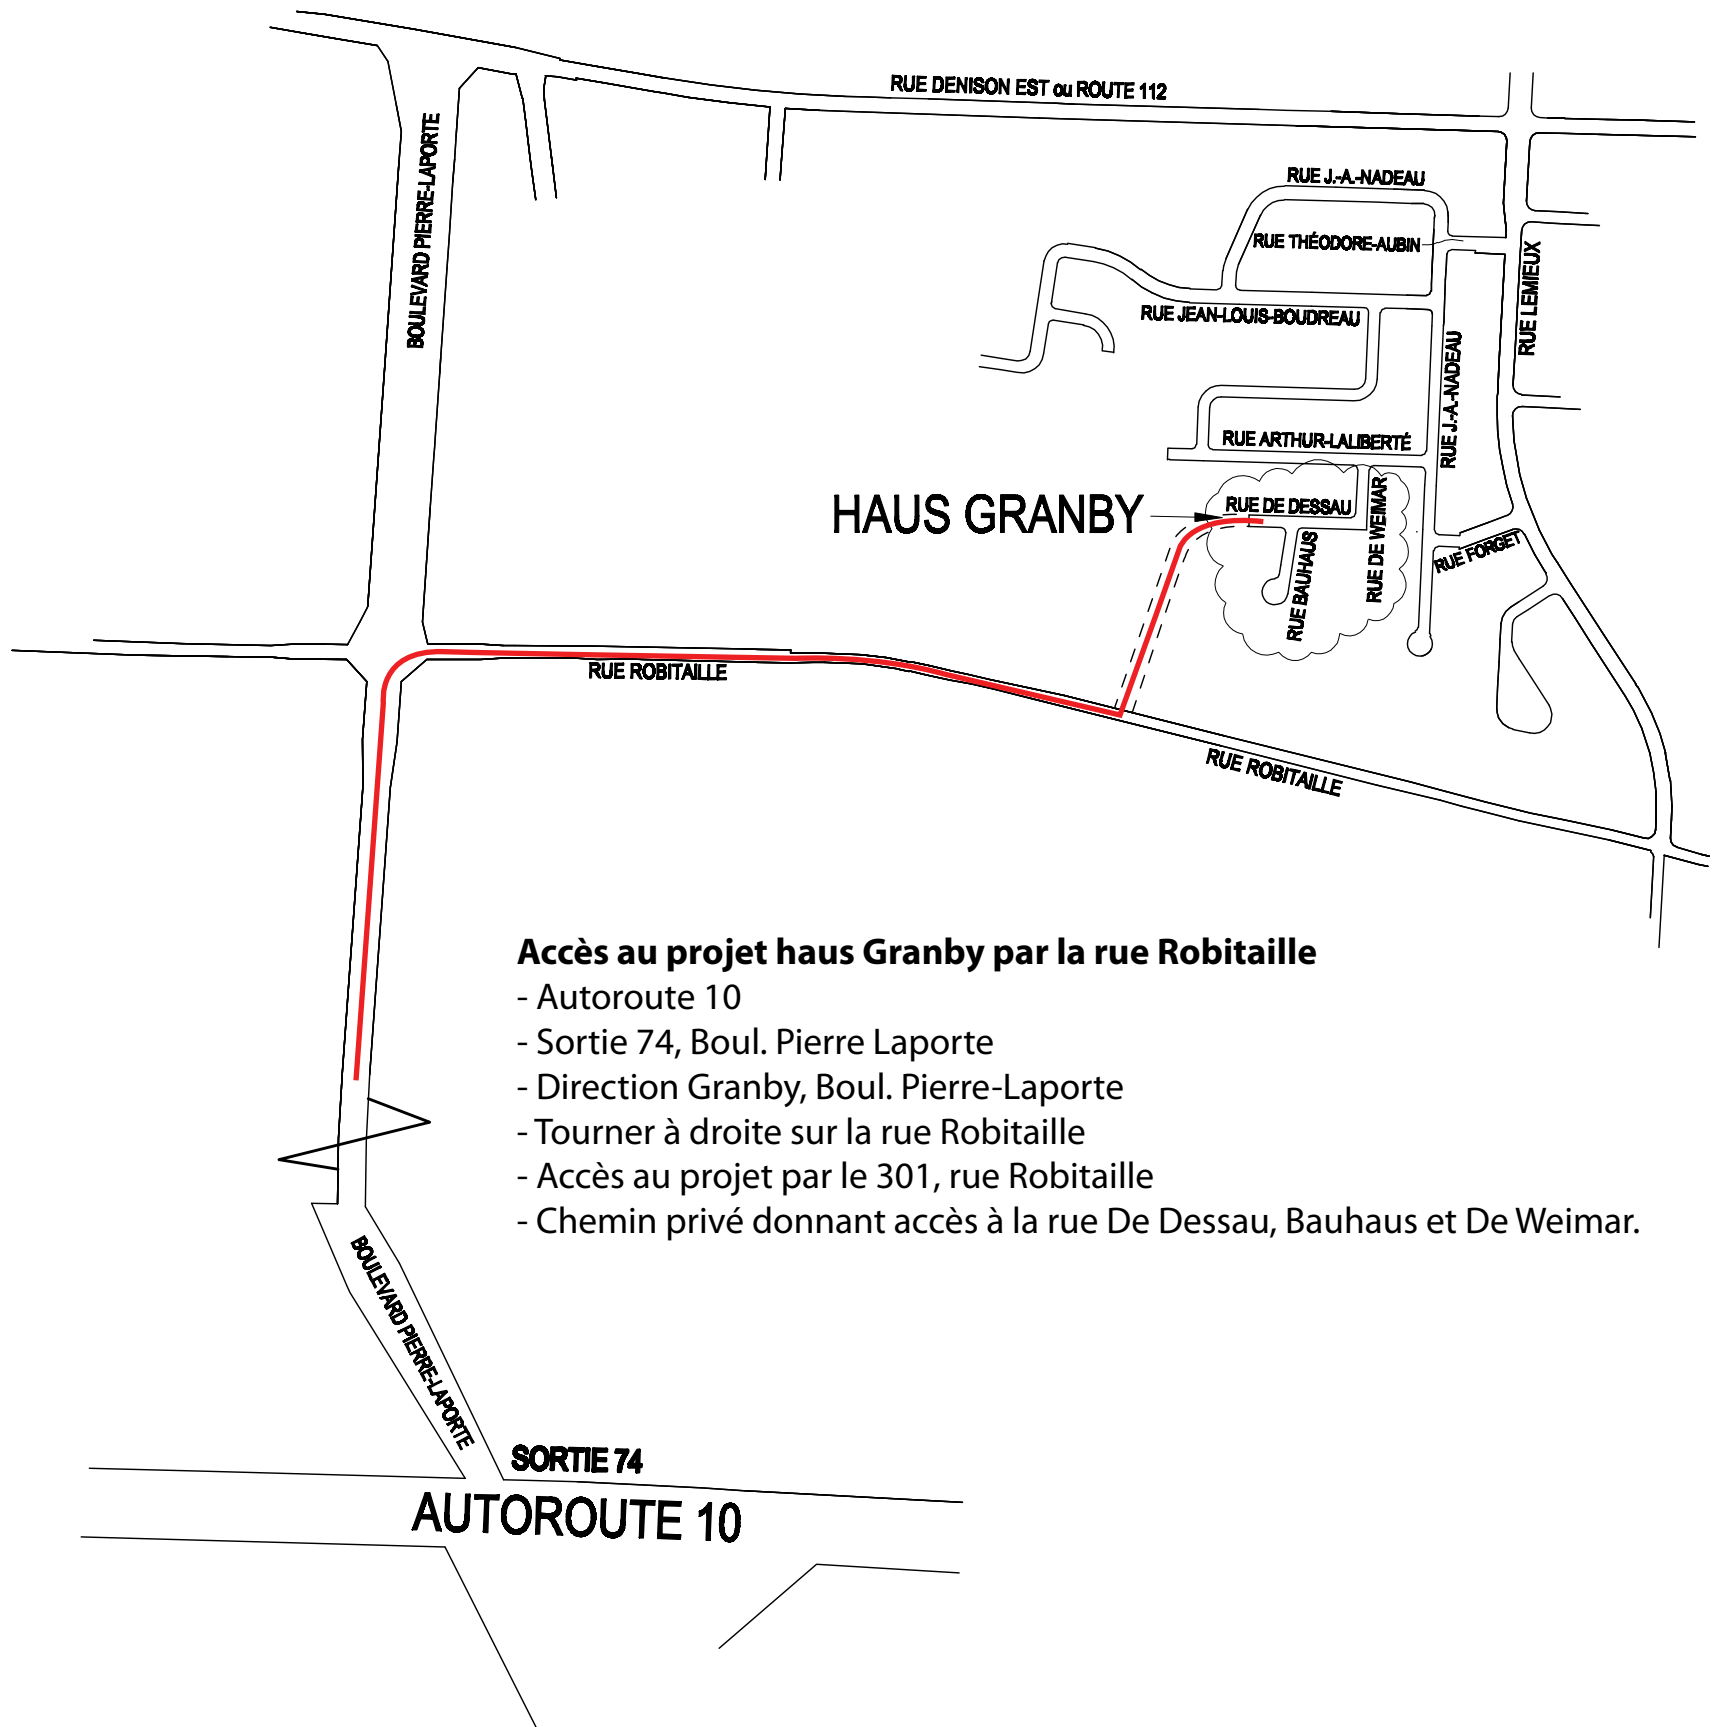 RUE DENISON EST ou ROUTE 112
BOULEVARD PIERRE-LAPORTE
RUE J.-A.-NADEAU
RUE THÉODORE-AUBIN
RUE LEMIEUX
RUE JEAN-LOUIS-BOUDREAU
RUE J.-A.-NADEAU
RUE ARTHUR-LALIBERTÉ
HAUS GRANBY
RUE DE DESSAU
RUE DE WEIMAR
RUE BAUHAUS
RUE FORGET
RUE ROBITAILLE
RUE ROBITAILLE
Accès au projet haus Granby par la rue Robitaille
- Autoroute 10
- Sortie 74, Boul. Pierre Laporte
- Direction Granby, Boul. Pierre-Laporte
- Tourner à droite sur la rue Robitaille
- Accès au projet par le 301, rue Robitaille
- Chemin privé donnant accès à la rue De Dessau, Bauhaus et De Weimar.
BOULEVARD PIERRE-LAPORTE
SORTIE 74
AUTOROUTE 10